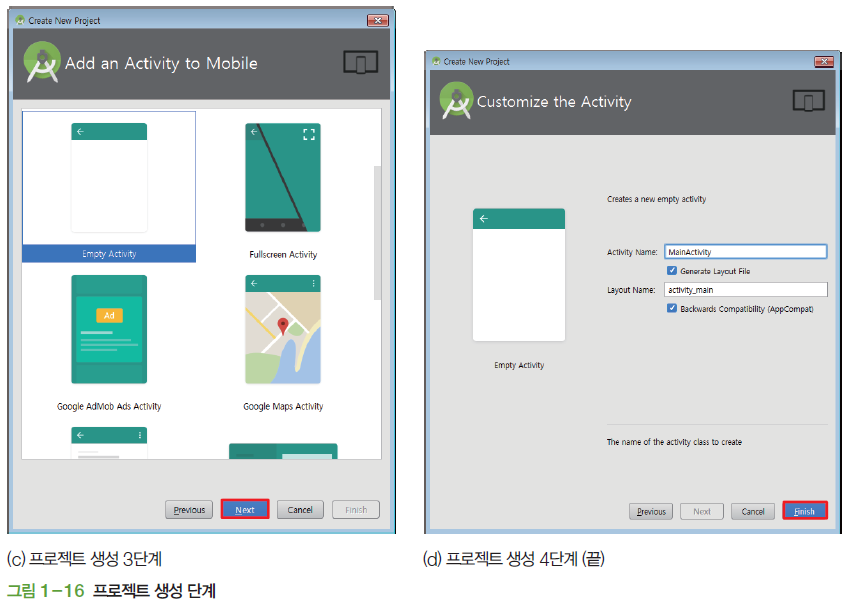 Create New Project
Add an Activity to Mobile
Empty Activity
Fullscreen Activity
Ad
Google AdMob Ads Activity
Google Maps Activity
Previous
Next
Cancel
Finish
(c) 프로젝트 생성 3단계
Create New Project
Customize the Activity
Creates a new empty activity
Activity Name: MainActivity
Generate Layout File
Layout Name: activity_main
Backwards Compatibility (AppCompat)
Empty Activity
The name of the activity class to create
Previous
Next
Cancel
Finish
(d) 프로젝트 생성 4단계 (끝)
그림 1-16 프로젝트 생성 단계